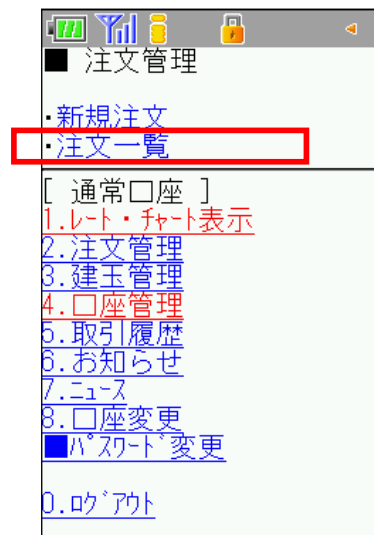 ■ 注文管理
・新規注文
・注文一覧
[ 通常口座 ]
1.ﾚｰﾄ・ﾁｬｰﾄ表示
2.注文管理
3.建玉管理
4.口座管理
5.取引履歴
6.お知らせ
7.ﾆｭｰｽ
8.口座変更
■ﾊﾟｽﾜｰﾄﾞ変更
0.ﾛｸﾞｱｳﾄ